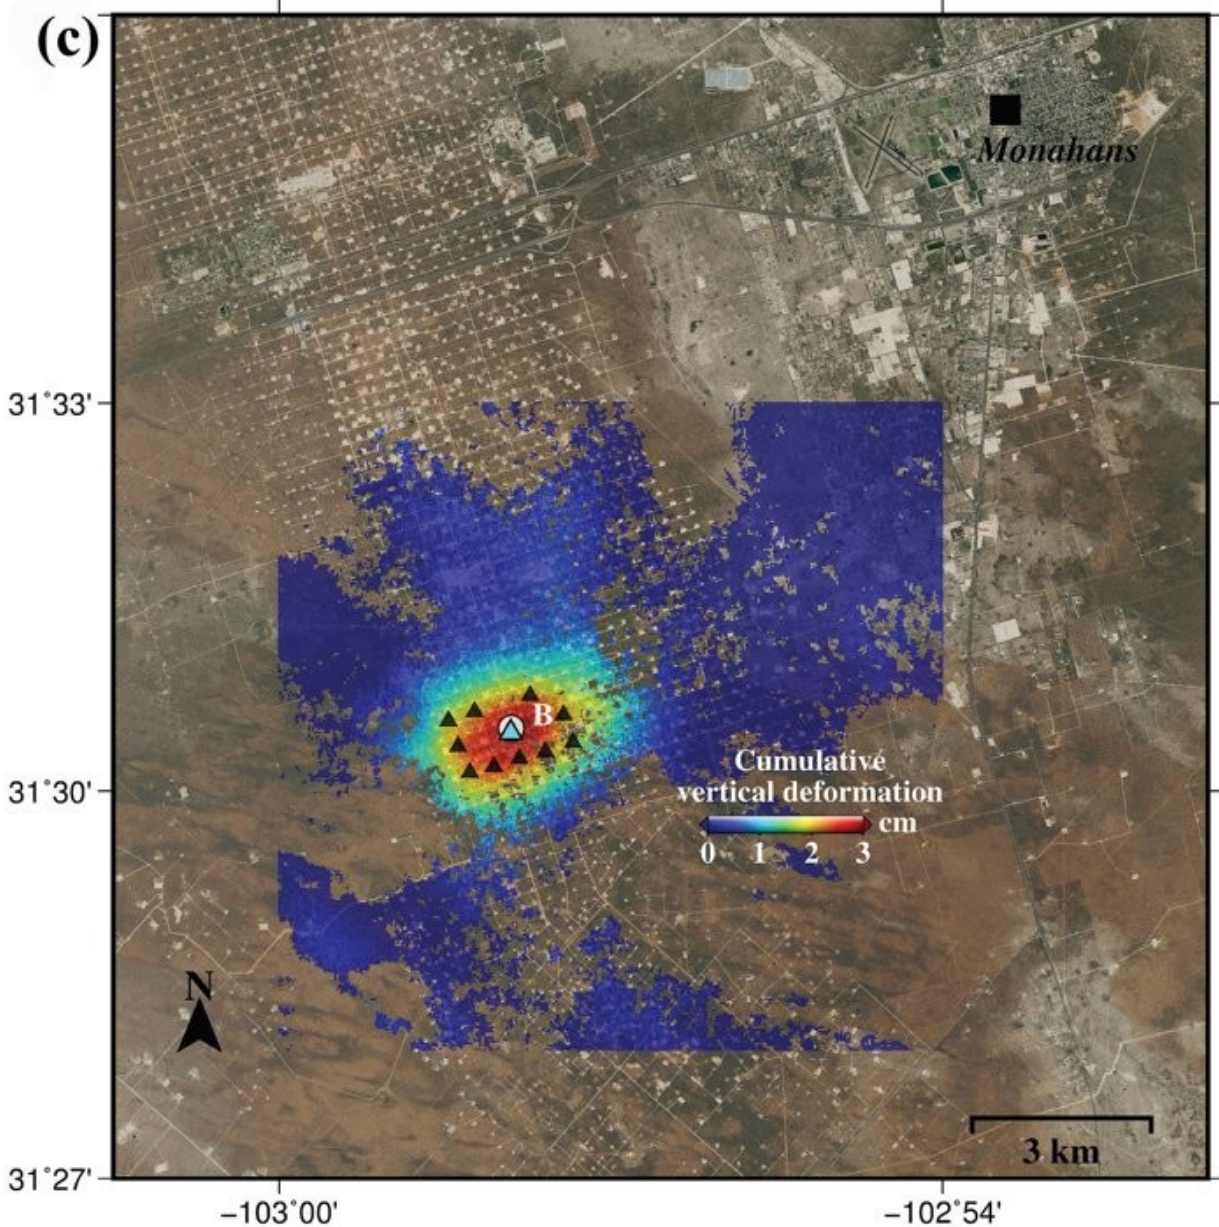 (c)
Monahans
31°33'
B
Cumulative
vertical deformation
31°30'
cm
0 1 2 3
N
3 km
31°27'
−103°00' −102°54'